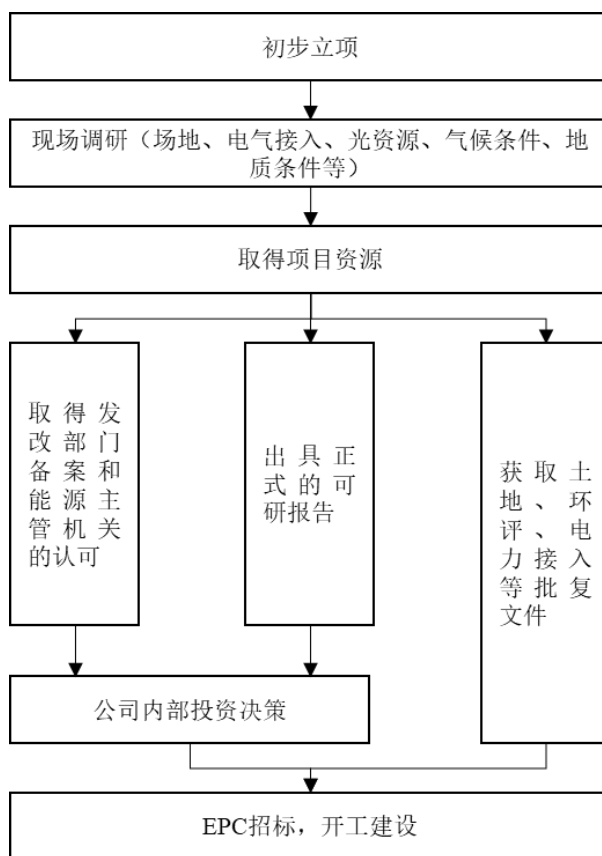 初步立项
现场调研（场地、电气接入、光资源、气候条件、地
质条件等）
取得项目资源
取得发
改部门
备案和
能源主
管机关
的认可
出具正
式的可
研报告
获取土
地、环
评、电
力接入
等批复
文件
公司内部投资决策
EPC招标，开工建设